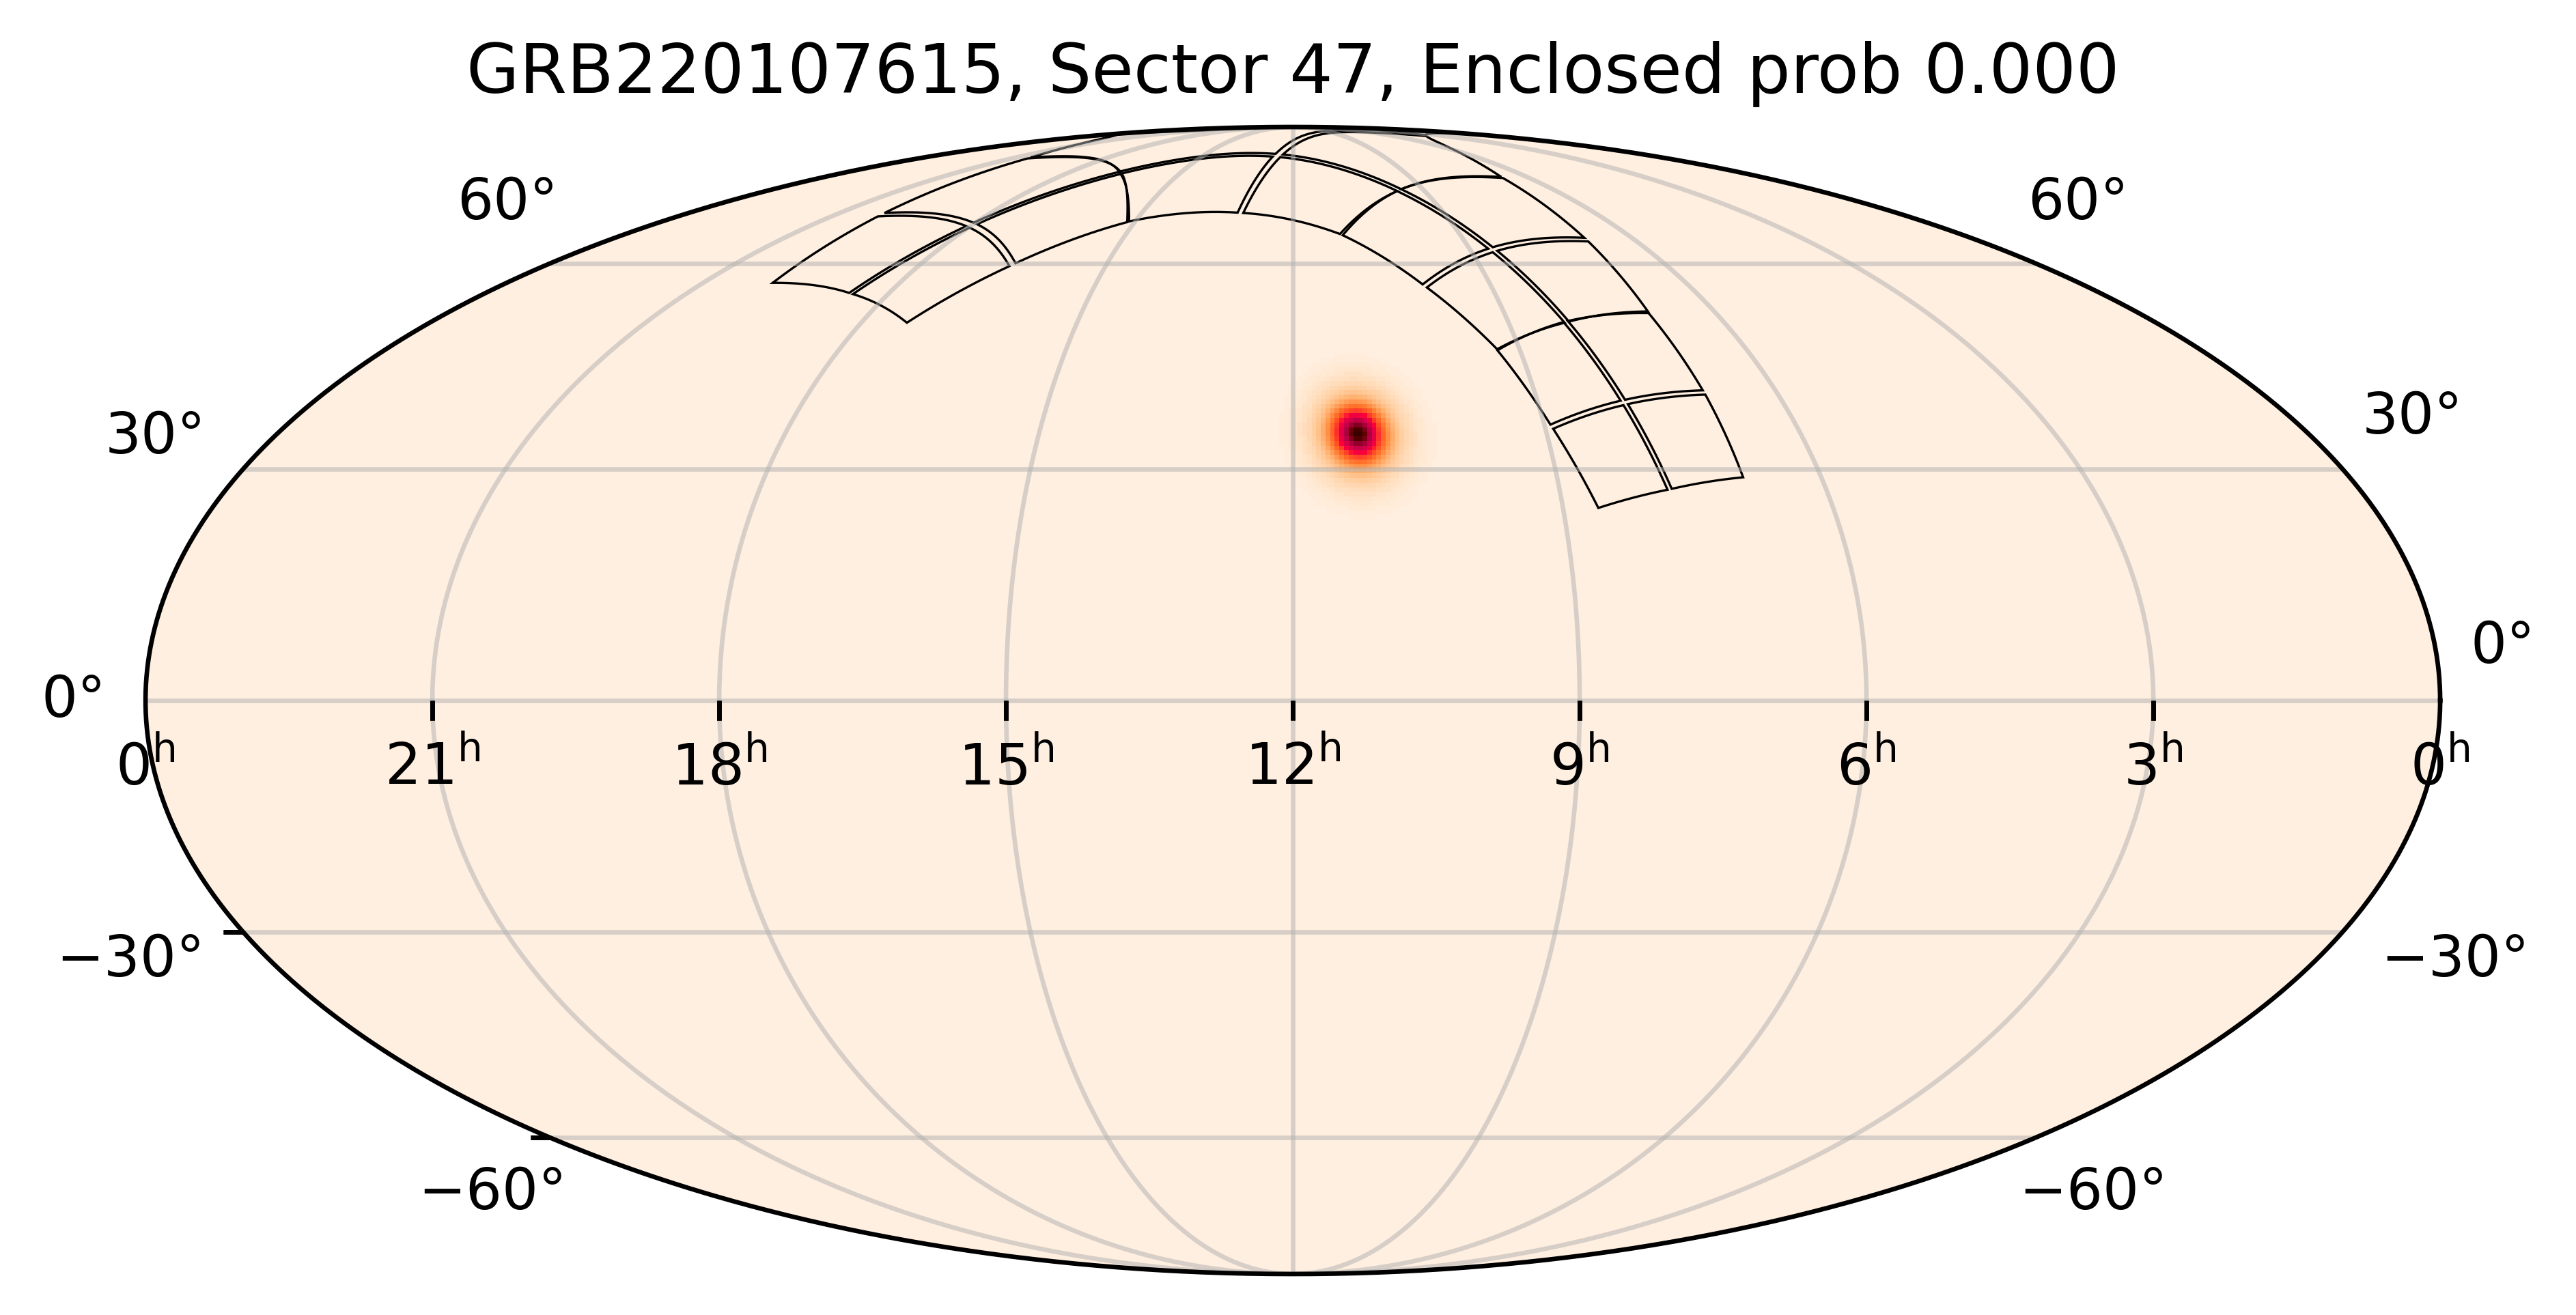 GRB220107615, Sector 47, Enclosed prob 0.000
60° 60°
30° 30°
0° 0°
0ʰ 21ʰ 18ʰ 15ʰ 12ʰ 9ʰ 6ʰ 3ʰ 0ʰ
−30° −30°
−60° −60°